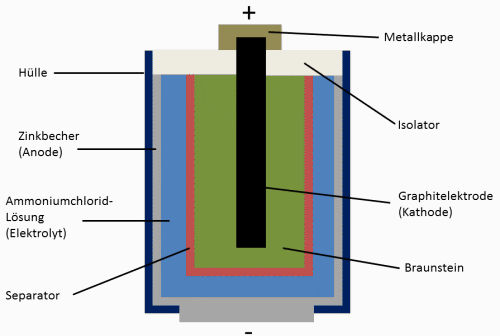 +
Metallkappe
Hülle
Isolator
Zinkbecher
(Anode)
Ammoniumchlorid-
Lösung
(Elektrolyt)
Graphitelektrode
(Kathode)
Braunstein
Separator
-